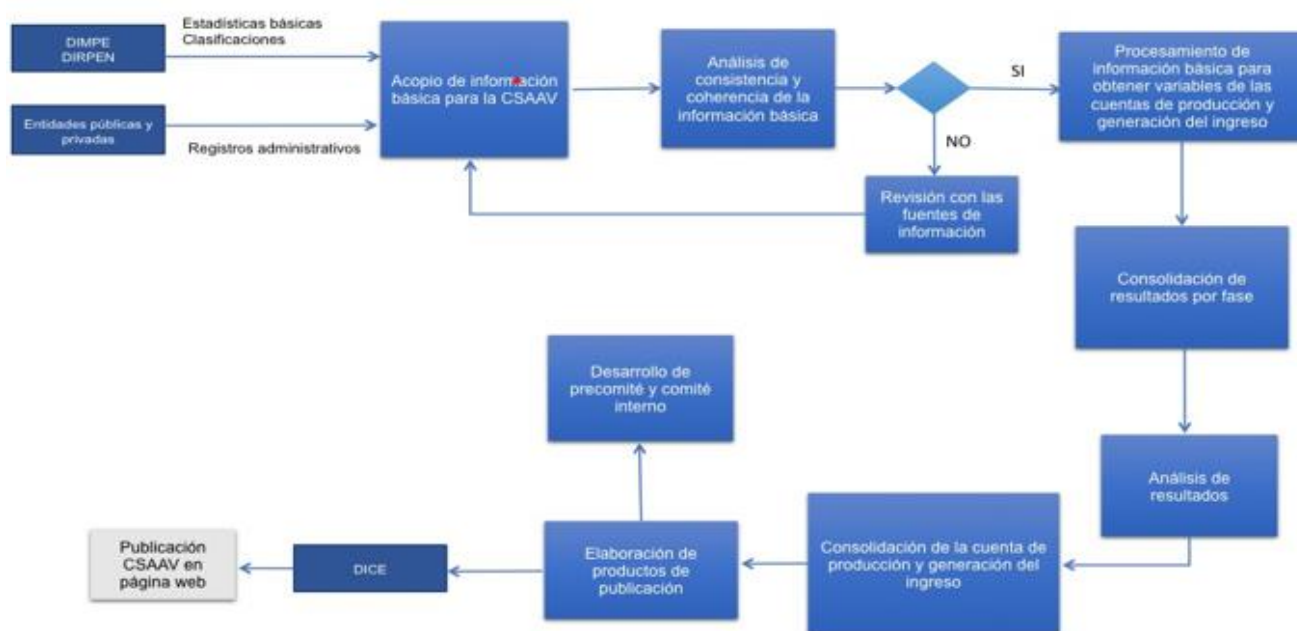 Estadísticas básicas
Clasificaciones
DIMPE
DIRPEN
Entidades públicas y
privadas
Registros administrativos
Acopio de información
básica para la CSAAV
Análisis de
consistencia y
coherencia de la
información básica
SI
NO
Revisión con las
fuentes de
información
Procesamiento de
información básica para
obtener variables de las
cuentas de producción y
generación del ingreso
Consolidación de
resultados por fase
Análisis de
resultados
Consolidación de la cuenta de
producción y generación del
ingreso
Elaboración de
productos de
publicación
Desarrollo de
precomité y comité
interno
DICE
Publicación
CSAAV en
página web